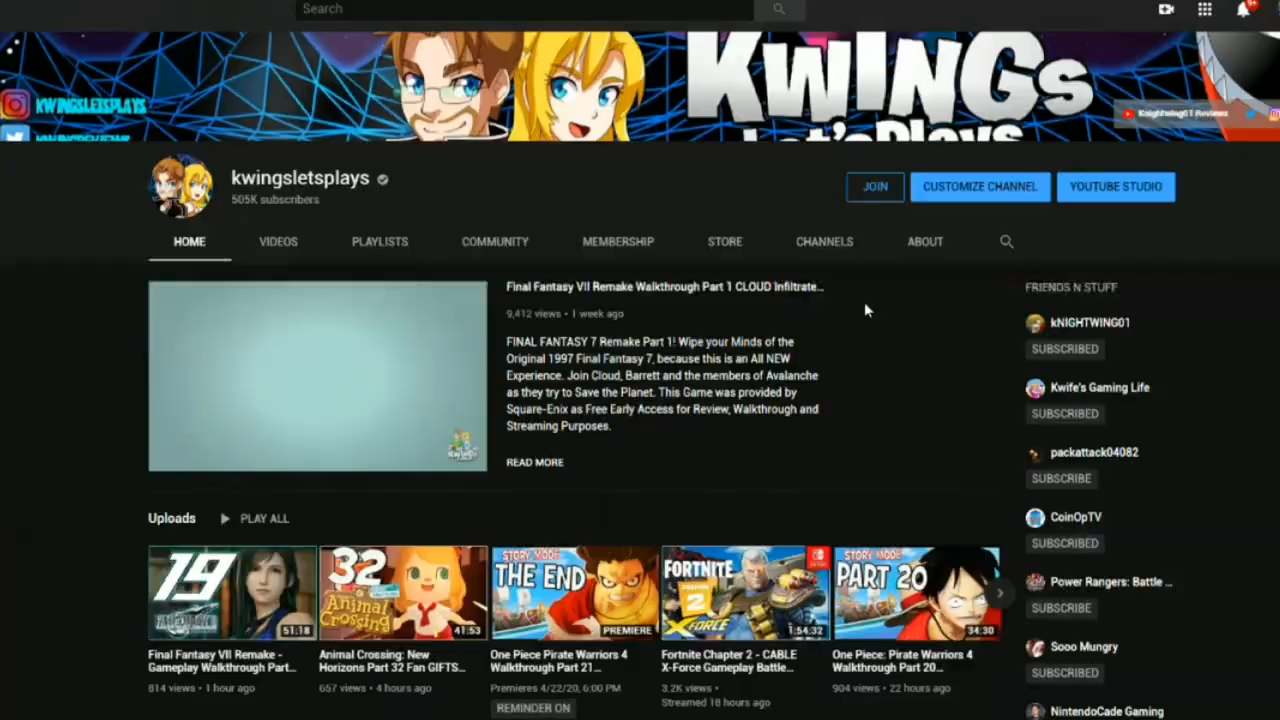 Search
9+
KWINGS
Let'sPlays
KWINGSLETSPLAYS
Knightwing01 Reviews
kwingsletsplays
505K subscribers
JOIN
CUSTOMIZE CHANNEL
YOUTUBE STUDIO
HOME
VIDEOS
PLAYLISTS
COMMUNITY
MEMBERSHIP
STORE
CHANNELS
ABOUT
Final Fantasy VII Remake Walkthrough Part 1 CLOUD Infiltrate...
9,412 views • 1 week ago
FINAL FANTASY 7 Remake Part 1! Wipe your Minds of the
Original 1997 Final Fantasy 7, because this is an All NEW
Experience. Join Cloud, Barrett and the members of Avalanche
as they try to Save the Planet. This Game was provided by
Square-Enix as Free Early Access for Review, Walkthrough and
Streaming Purposes.
READ MORE
FRIENDS N STUFF
kNIGHTWING01
SUBSCRIBED
Kwife's Gaming Life
SUBSCRIBED
packattack04082
SUBSCRIBE
CoinOpTV
SUBSCRIBED
Power Rangers: Battle ...
SUBSCRIBE
Sooo Mungry
SUBSCRIBED
NintendoCade Gaming
Uploads
PLAY ALL
19
51:18
Final Fantasy VII Remake -
Gameplay Walkthrough Part...
814 views • 1 hour ago
32
Animal
Crossing
41:53
Animal Crossing: New
Horizons Part 32 Fan GIFTS...
657 views • 4 hours ago
STORY MODE
THE END
PREMIERE
One Piece Pirate Warriors 4
Walkthrough Part 21...
Premieres 4/22/20, 6:00 PM
REMINDER ON
FORTNITE
2
X-FORCE
1:54:32
Fortnite Chapter 2 - CABLE
X-Force Gameplay Battle...
3.2K views •
Streamed 18 hours ago
STORY MODE
PART 20
34:30
One Piece: Pirate Warriors 4
Walkthrough Part 20...
904 views • 22 hours ago